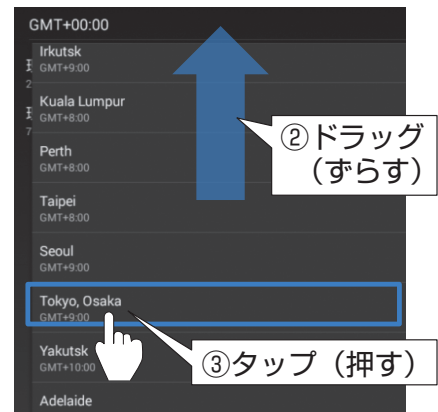 GMT+00:00
Irkutsk
GMT+9:00
2
Kuala Lumpur
GMT+8:00
7
Perth
GMT+8:00
②ドラッグ
（ずらす）
Taipei
GMT+8:00
Seoul
GMT+9:00
Tokyo, Osaka
GMT+9:00
Yakutsk
GMT+10:00
③タップ（押す）
Adelaide